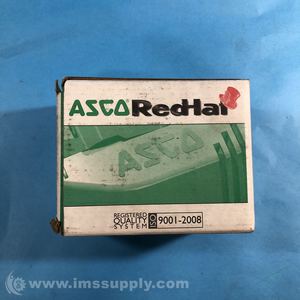 ASCO RedHat
ASCO
REGISTERED
QUALITY
SYSTEM
ISO
9001-2008
© www.imssupply.com